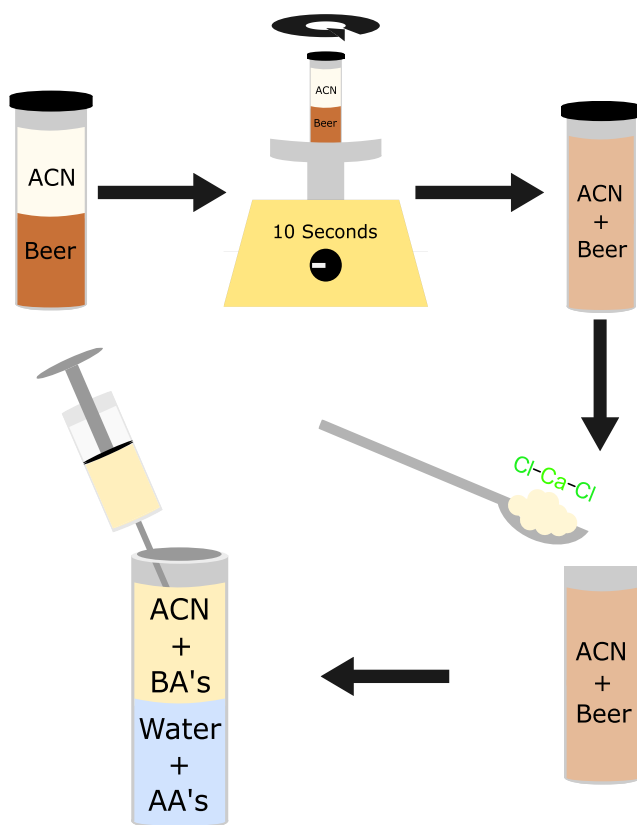 ACN
Beer
ACN
Beer
10 Seconds
ACN
+
Beer
Cl-Ca-Cl
ACN
+
Beer
ACN
+
BA's
Water
+
AA's